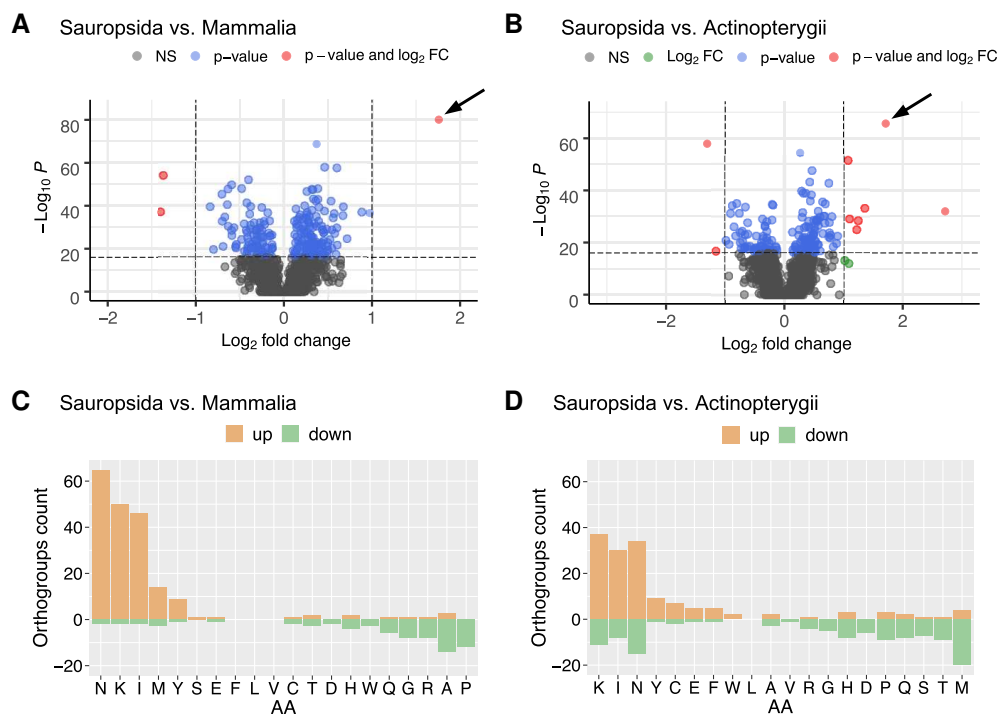 A Sauropsida vs. Mammalia
NS p−value p − value and log2 FC
−Log10 P
80
60
40
20
0
−2 −1 0 1 2
Log2 fold change
B Sauropsida vs. Actinopterygii
NS Log2 FC p−value p − value and log2 FC
−Log10 P
60
40
20
0
−2 0 2
Log2 fold change
C Sauropsida vs. Mammalia
up down
Orthogroups count
60
40
20
0
−20
N K I M Y S E F L V C T D H W Q G R A P
AA
D Sauropsida vs. Actinopterygii
up down
Orthogroups count
60
40
20
0
−20
K I N Y C E F W L A V R G H D P Q S T M
AA